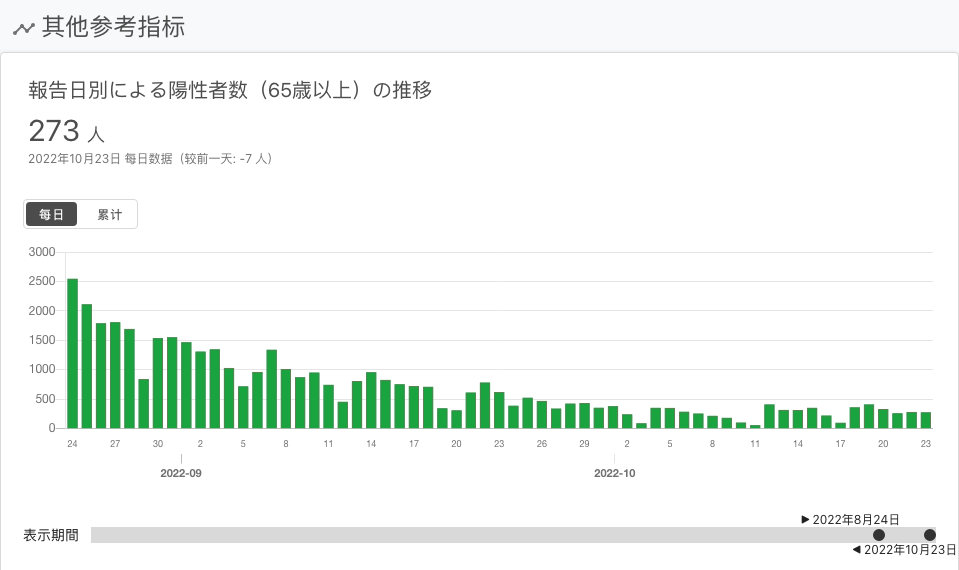 其他参考指标
報告日別による陽性者数（65歳以上）の推移
273 人
2022年10月23日 每日数据（较前一天: -7 人）
每日 累计
3000
2500
2000
1500
1000
500
0
24 27 30 2 5 8 11 14 17 20 23 26 29 2 5 8 11 14 17 20 23
2022-09 2022-10
2022年8月24日
表示期間
2022年10月23日